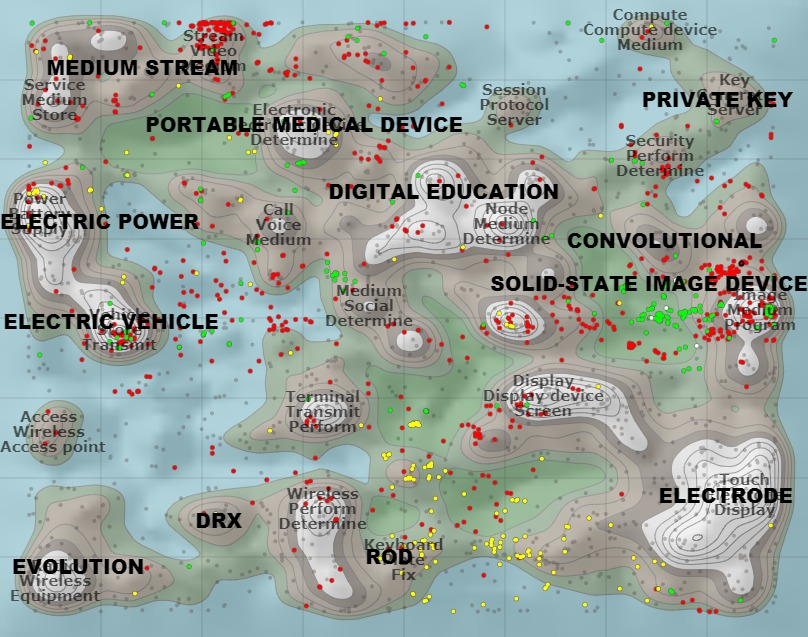 Compute
Compute device
Medium
Stream
Video
MEDIUM STREAM
Service
Medium
Store
Key
Server
PRIVATE KEY
Session
Protocol
Server
Electronic
PORTABLE MEDICAL DEVICE
Determine
Security
Perform
Determine
DIGITAL EDUCATION
Power
Supply
ELECTRIC POWER
Call
Voice
Medium
Node
Medium
Determine
CONVOLUTIONAL
SOLID-STATE IMAGE DEVICE
Medium
Social
Determine
Image
Medium
Program
ELECTRIC VEHICLE
Transmit
Display
Display device
Screen
Terminal
Transmit
Perform
Access
Wireless
Access point
Touch
Display
ELECTRODE
Wireless
Perform
Determine
DRX
Keyboard
ROD
Fix
EVOLUTION
Wireless
Equipment